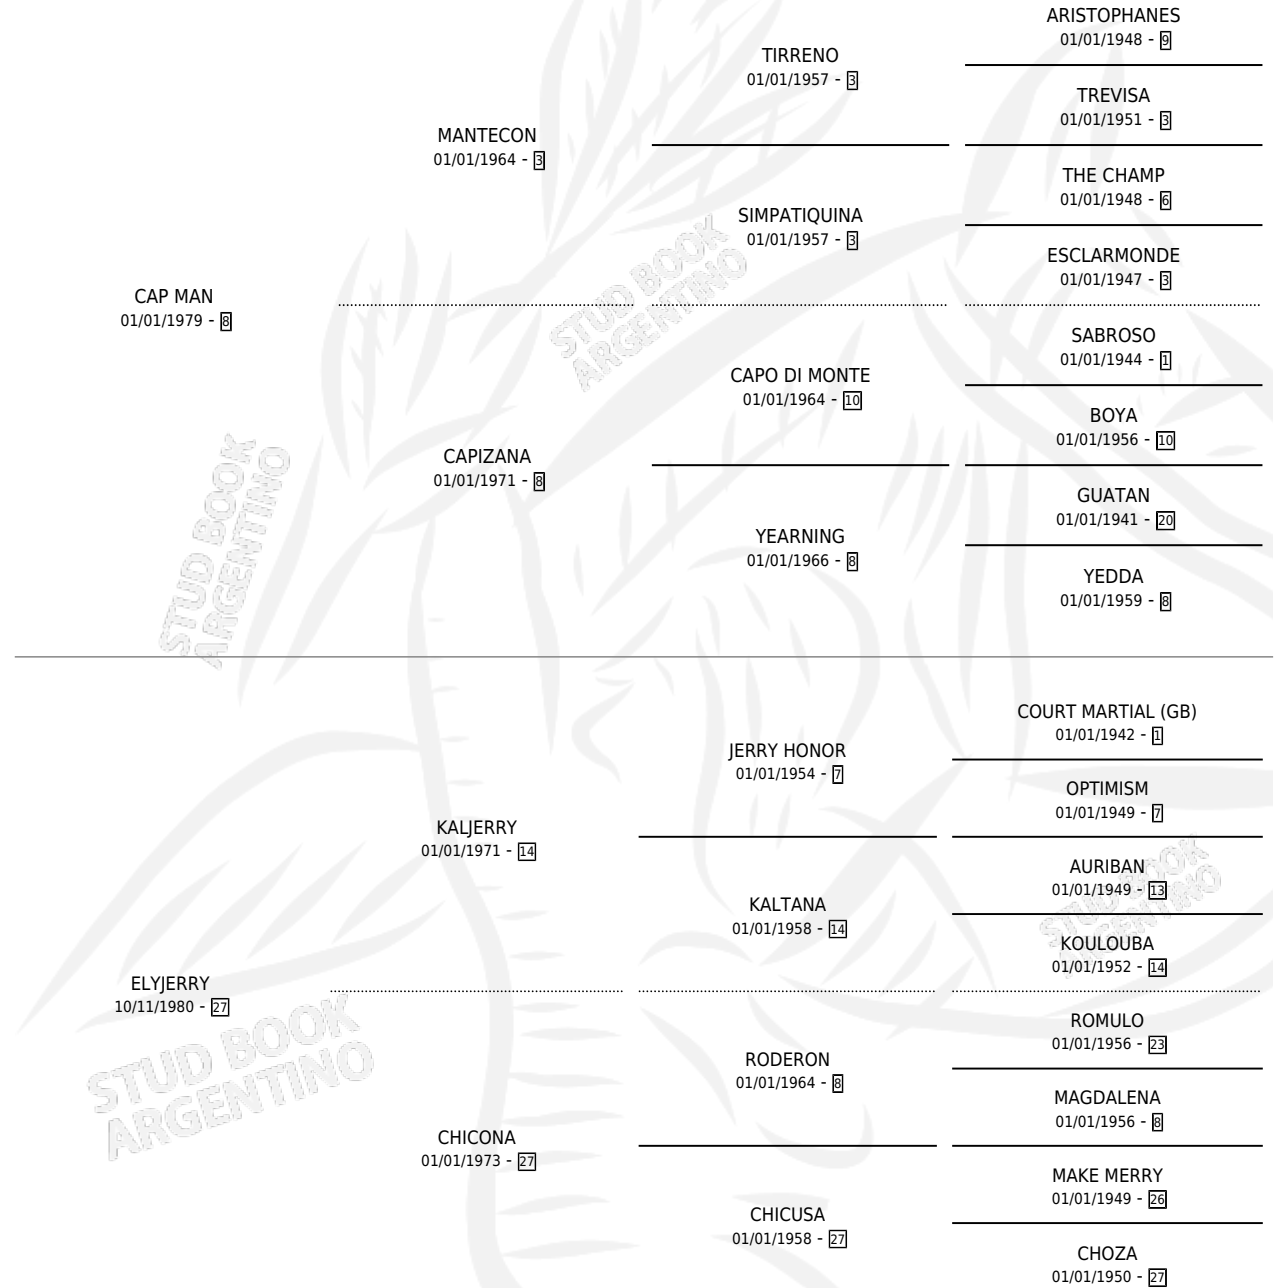 ARISTOPHANES
01/01/1948 - 9
TIRRENO
01/01/1957 - 3
TREVISA
01/01/1951 - 3
MANTECON
01/01/1964 - 3
THE CHAMP
01/01/1948 - 6
SIMPATIQUINA
01/01/1957 - 3
ESCLARMONDE
01/01/1947 - 3
CAP MAN
01/01/1979 - 8
SABROSO
01/01/1944 - 1
CAPO DI MONTE
01/01/1964 - 10
BOYA
01/01/1956 - 10
CAPIZANA
01/01/1971 - 8
GUATAN
01/01/1941 - 20
YEARNING
01/01/1966 - 8
YEDDA
01/01/1959 - 8
STUD BOOK
ARGENTINO
STUD BOOK
ARGENTINO
COURT MARTIAL (GB)
01/01/1942 - 1
JERRY HONOR
01/01/1954 - 7
OPTIMISM
01/01/1949 - 7
KALJERRY
01/01/1971 - 14
AURIBAN
01/01/1949 - 13
KALTANA
01/01/1958 - 14
KOULOUBA
01/01/1952 - 14
ELYJERRY
10/11/1980 - 27
ROMULO
01/01/1956 - 23
RODERON
01/01/1964 - 8
MAGDALENA
01/01/1956 - 8
CHICONA
01/01/1973 - 27
MAKE MERRY
01/01/1949 - 26
CHICUSA
01/01/1958 - 27
CHOZA
01/01/1950 - 27
STUD BOOK
ARGENTINO
STUD BOOK
ARGENTINO